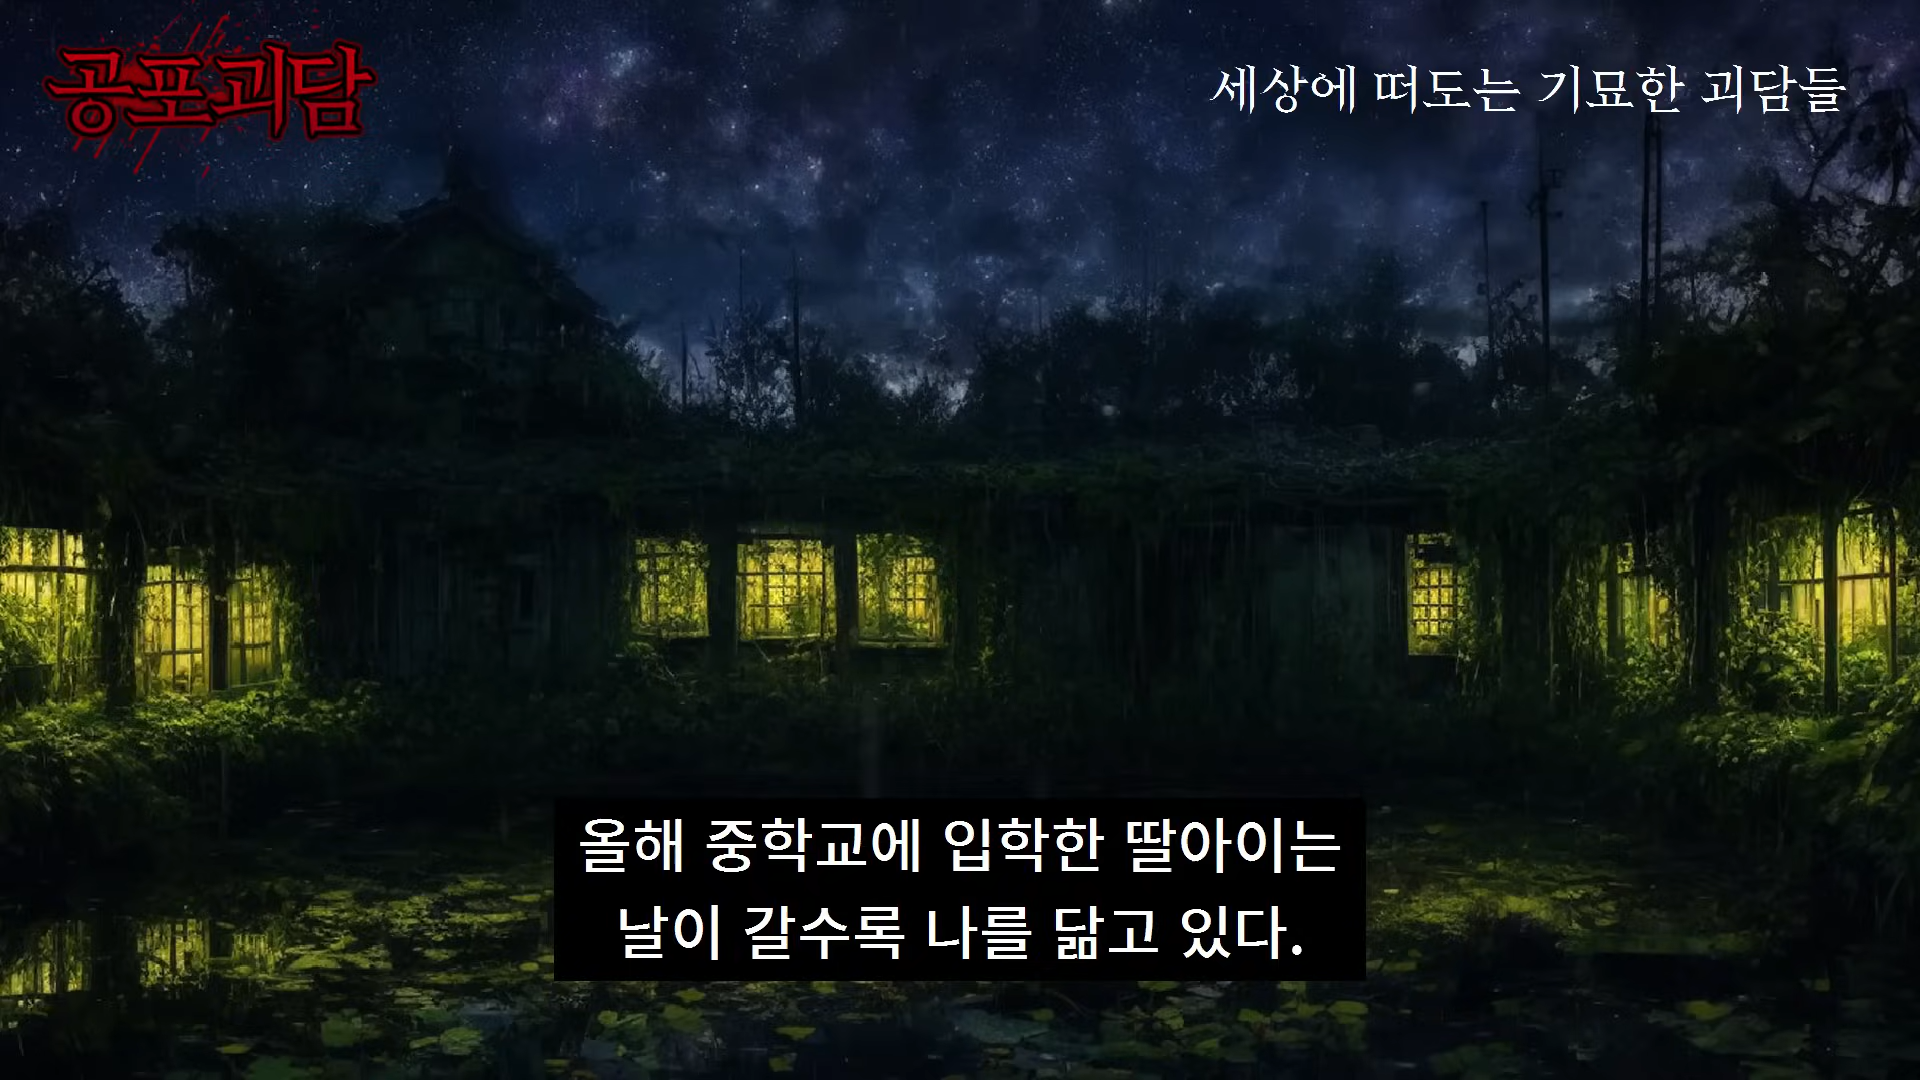 공포괴담
세상에 떠도는 기묘한 괴담들
올해 중학교에 입학한 딸아이는
날이 갈수록 나를 닮고 있다.